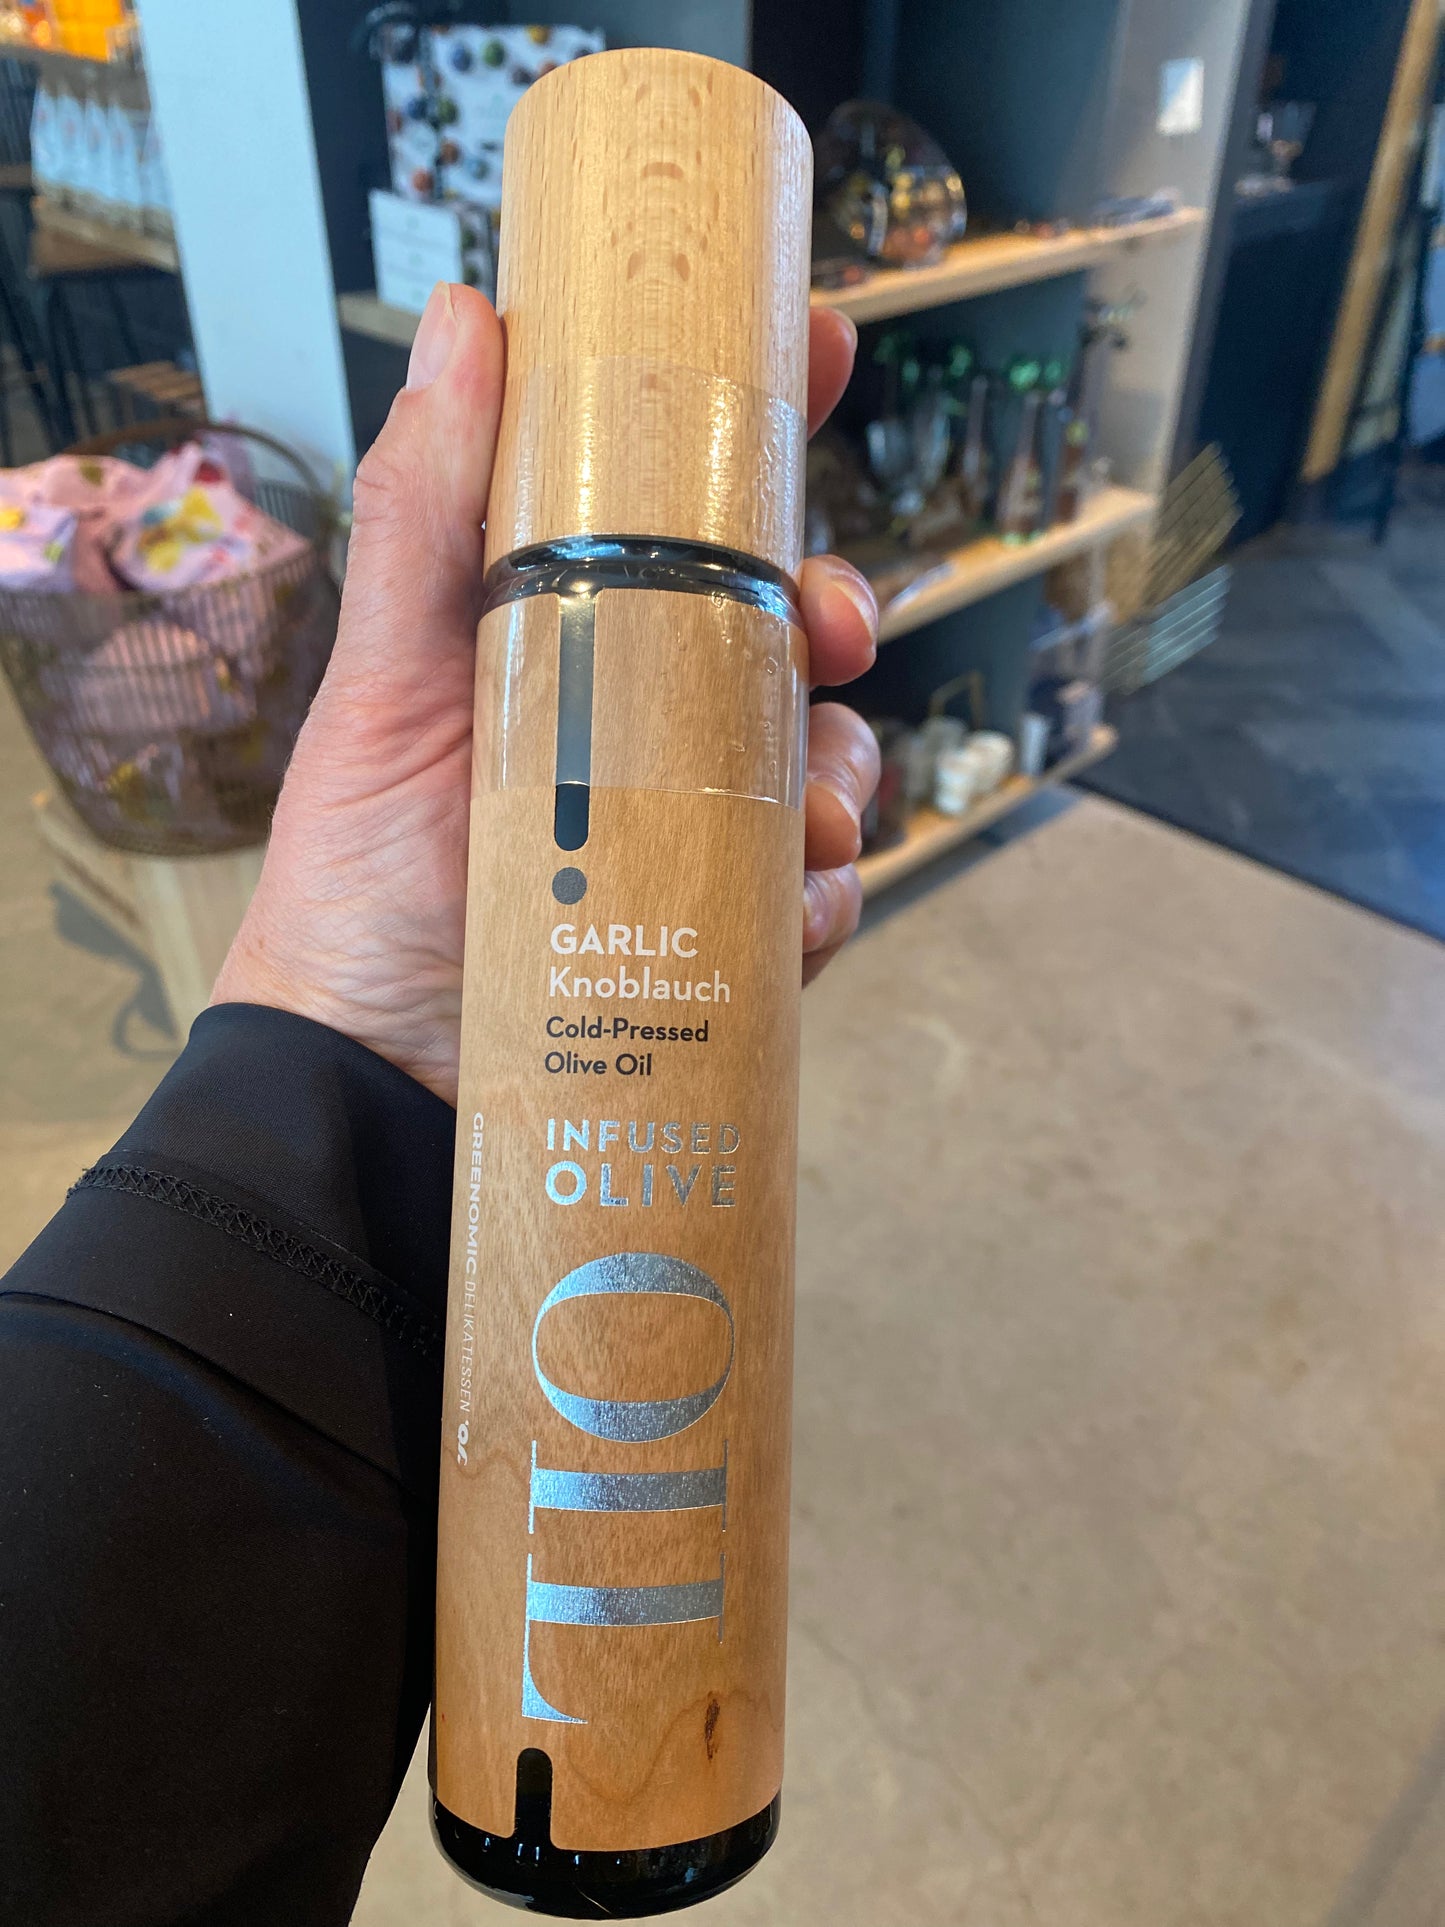 GARLIC
Knoblauch
Cold-Pressed
Olive Oil
INFUSED
OLIVE
OIL
GREENOMIC DELIKATESSEN